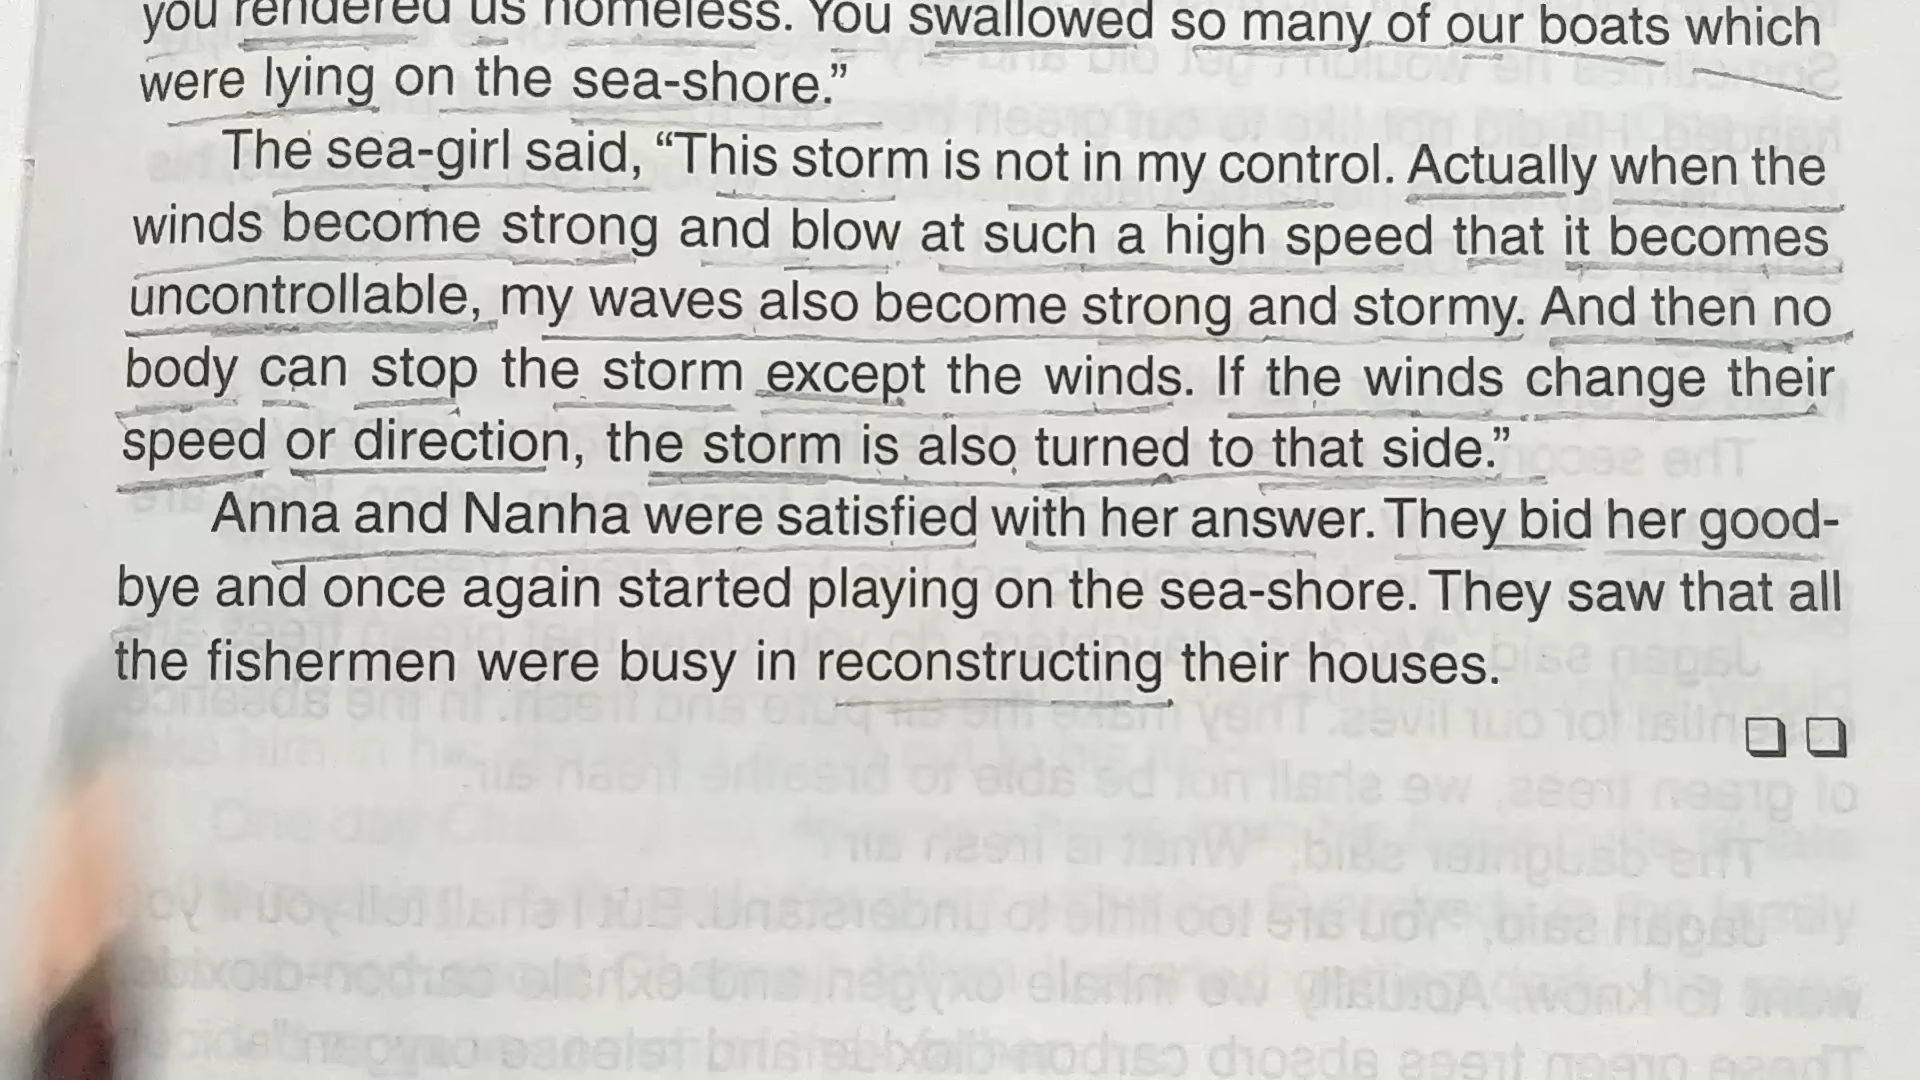 you rendered us homeless. You swallowed so many of our boats which
were lying on the sea-shore.”
The sea-girl said, “This storm is not in my control. Actually when the
winds become strong and blow at such a high speed that it becomes
uncontrollable, my waves also become strong and stormy. And then no
body can stop the storm except the winds. If the winds change their
speed or direction, the storm is also turned to that side.”
Anna and Nanha were satisfied with her answer. They bid her good-
bye and once again started playing on the sea-shore. They saw that all
the fishermen were busy in reconstructing their houses.